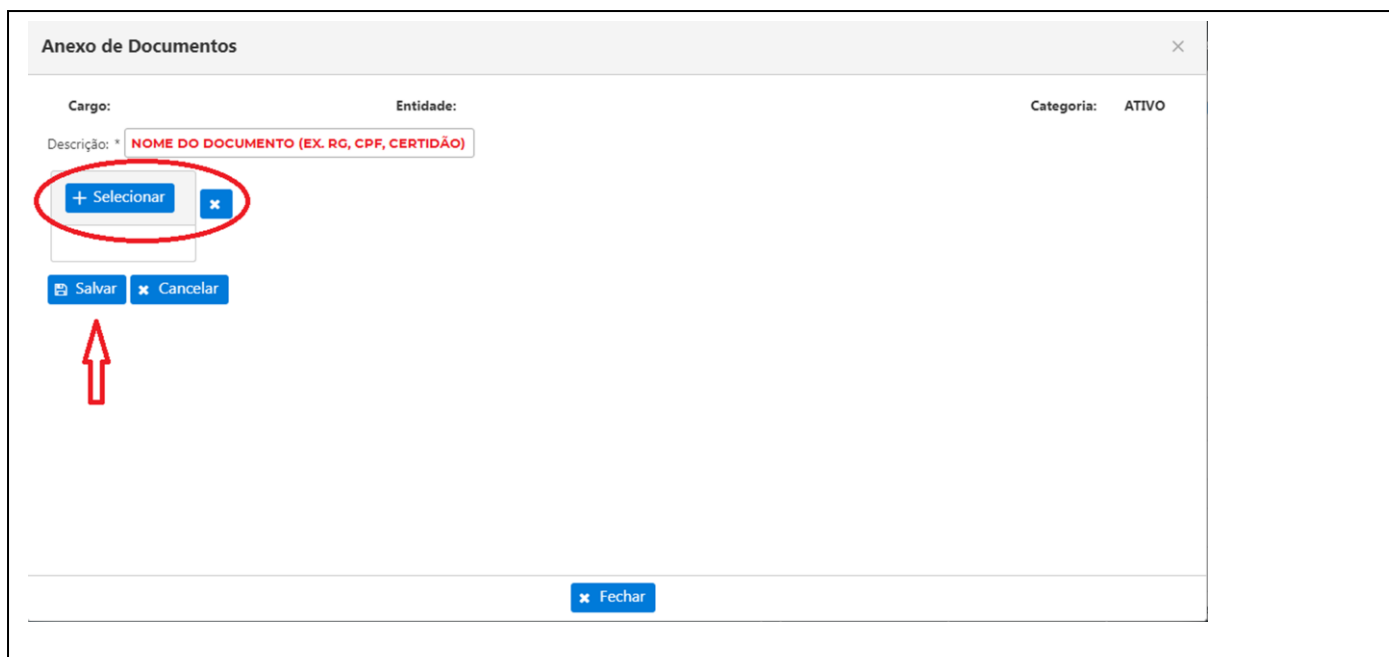 Anexo de Documentos
Cargo: Entidade: Categoria: ATIVO
Descrição: * NOME DO DOCUMENTO (EX. RG, CPF, CERTIDÃO)
+ Selecionar
Salvar Cancelar
Fechar